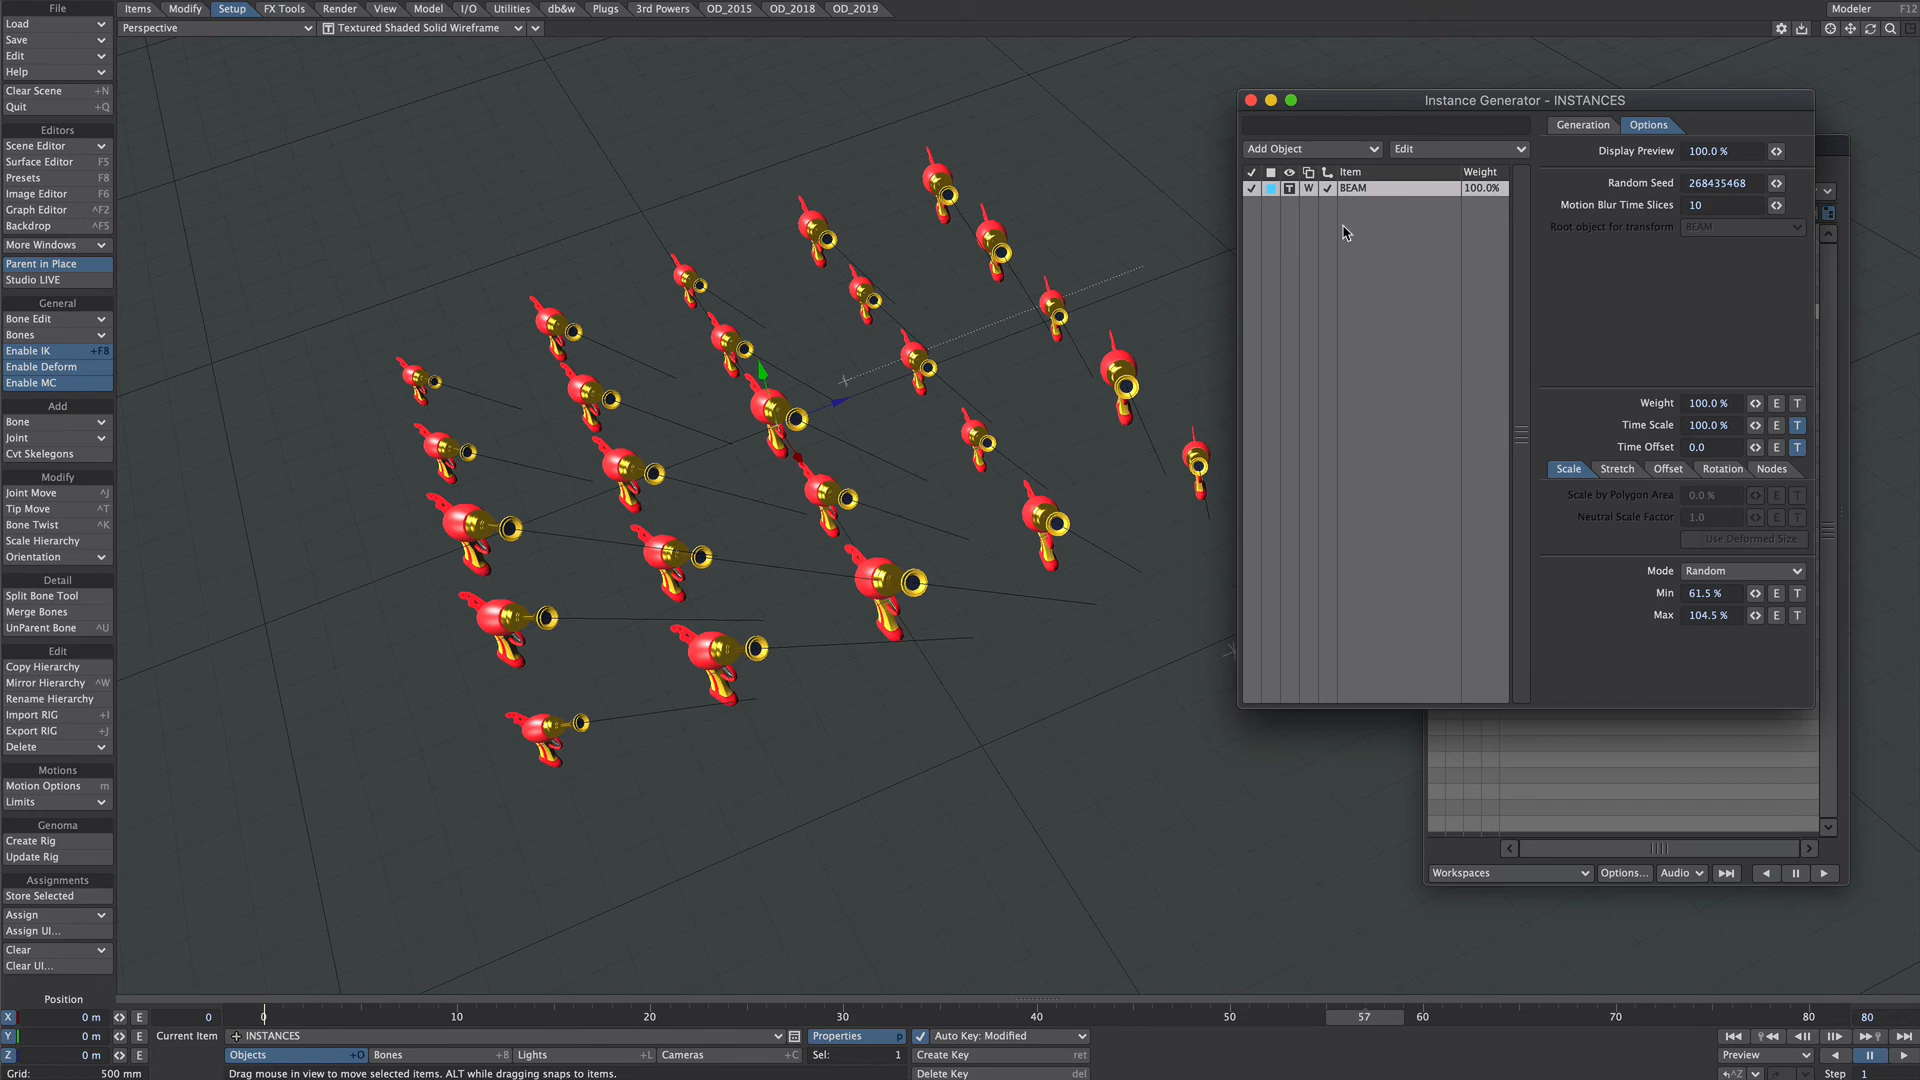 File
Items Modify Setup FX Tools Render View Model I/O Utilities db&w Plugs 3rd Powers OD_2015 OD_2018 OD_2019 Modeler F12
Load
Perspective T Textured Shaded Solid Wireframe
Save
Edit
Help
Clear Scene +N
Quit +Q
Editors
Scene Editor
Surface Editor F5
Presets F8
Image Editor F6
Graph Editor ^F2
Backdrop ^F5
More Windows
Parent in Place
Studio LIVE
General
Bone Edit
Bones
Enable IK +F8
Enable Deform
Enable MC
Add
Bone
Joint
Cvt Skelegons
Modify
Joint Move ^J
Tip Move ^T
Bone Twist ^K
Scale Hierarchy
Orientation
Detail
Split Bone Tool
Merge Bones
UnParent Bone ^U
Edit
Copy Hierarchy
Mirror Hierarchy ^W
Rename Hierarchy
Import RIG +I
Export RIG +J
Delete
Motions
Motion Options m
Limits
Genoma
Create Rig
Update Rig
Assignments
Store Selected
Assign
Assign UI...
Clear
Clear UI...
Instance Generator - INSTANCES
Generation Options
Add Object Edit
Item Weight
T W BEAM 100.0%
Display Preview 100.0 %
Random Seed 268435468
Motion Blur Time Slices 10
Root object for transform BEAM
Weight 100.0 % E T
Time Scale 100.0 % E T
Time Offset 0.0 E T
Scale Stretch Offset Rotation Nodes
Scale by Polygon Area 0.0 % E T
Neutral Scale Factor 1.0 E T
Use Deformed Size
Mode Random
Min 61.5 % E T
Max 104.5 % E T
Workspaces Options... Audio
Position
X 0 m E 0 0 10 20 30 40 50 57 60 70 80 80
Y 0 m E Current Item INSTANCES Properties p Auto Key: Modified
Z 0 m E Objects +O Bones +B Lights +L Cameras +C Sel: 1 Create Key ret Preview
Grid: 500 mm Drag mouse in view to move selected items. ALT while dragging snaps to items. Delete Key del ^Z Step 1